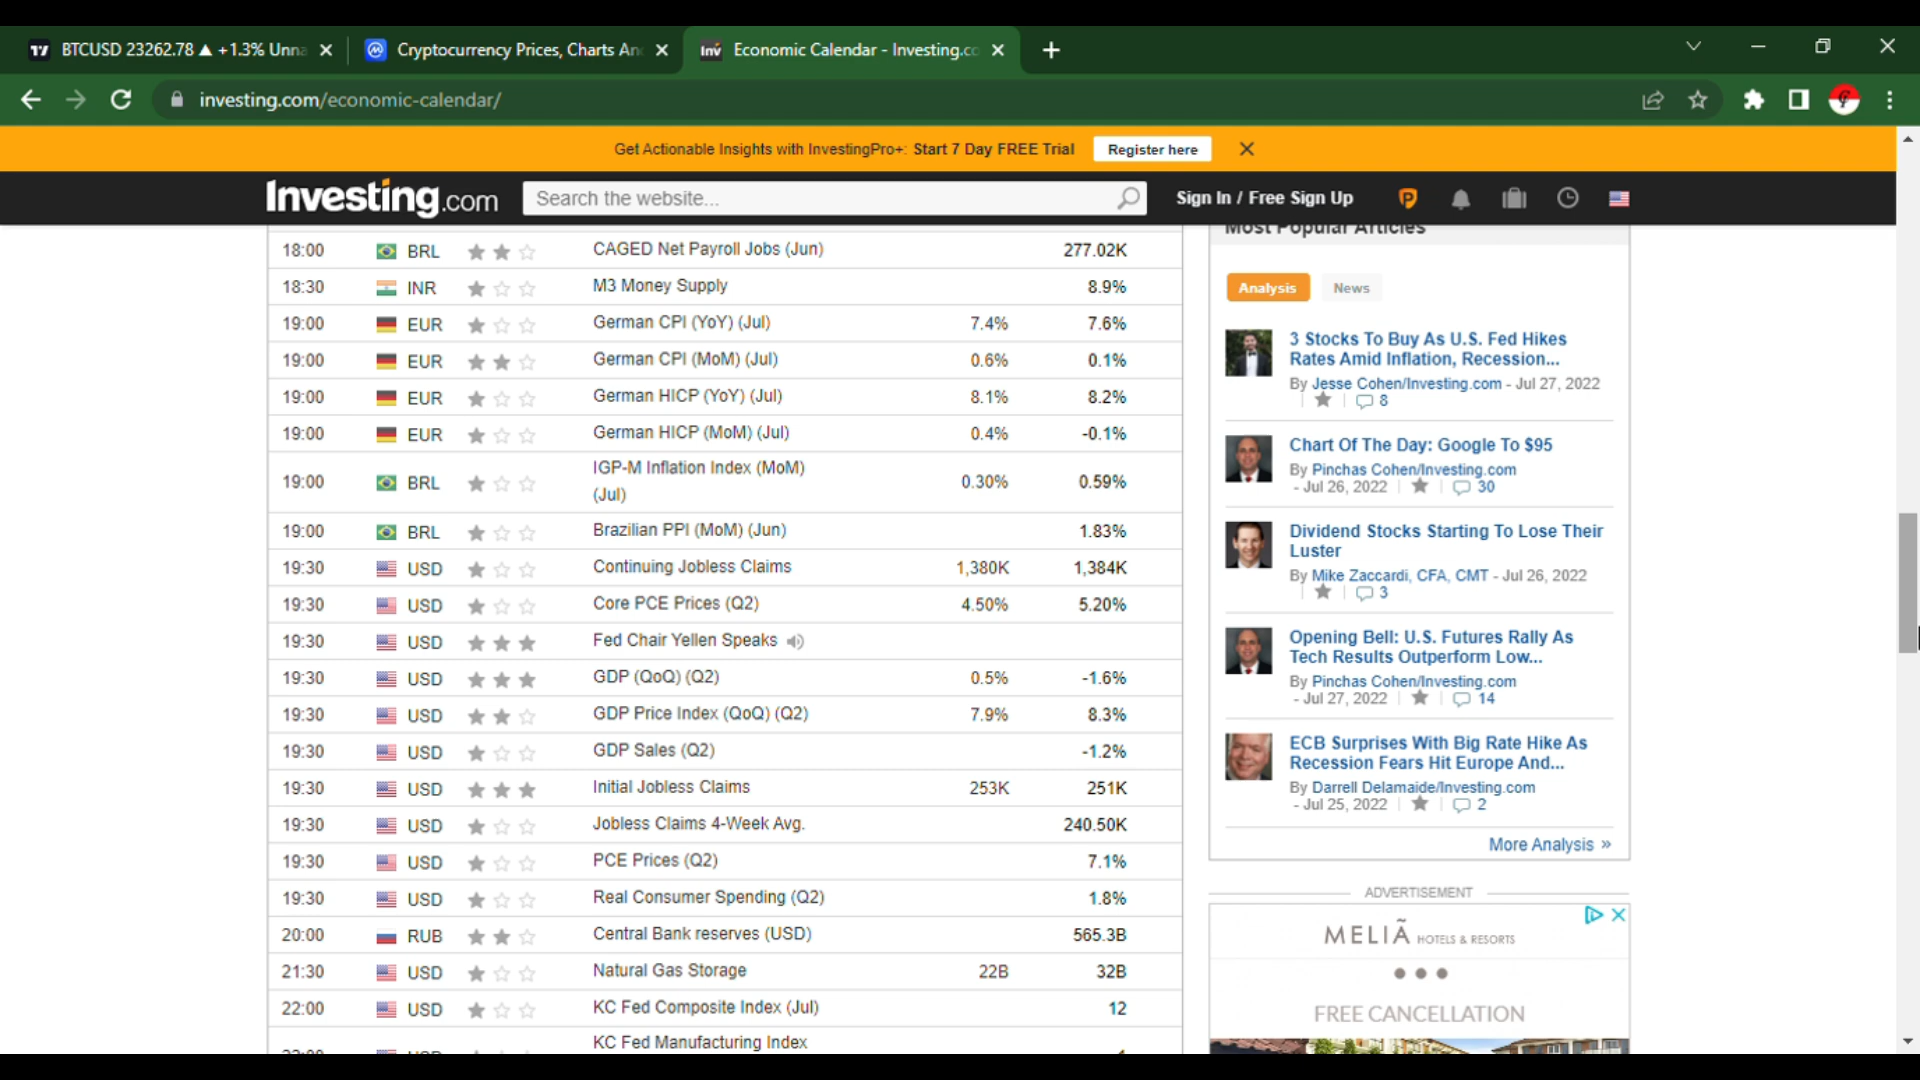 BTCUSD 23262.78 ▲ +1.3% Unna
Cryptocurrency Prices, Charts An
Economic Calendar - Investing.co
investing.com/economic-calendar/
Get Actionable Insights with InvestingPro+: Start 7 Day FREE Trial Register here
Investing.com Search the website... Sign In / Free Sign Up
18:00 BRL CAGED Net Payroll Jobs (Jun) 277.02K
18:30 INR M3 Money Supply 8.9%
19:00 EUR German CPI (YoY) (Jul) 7.4% 7.6%
19:00 EUR German CPI (MoM) (Jul) 0.6% 0.1%
19:00 EUR German HICP (YoY) (Jul) 8.1% 8.2%
19:00 EUR German HICP (MoM) (Jul) 0.4% -0.1%
19:00 BRL IGP-M Inflation Index (MoM) 0.30% 0.59%
(Jul)
19:00 BRL Brazilian PPI (MoM) (Jun) 1.83%
19:30 USD Continuing Jobless Claims 1,380K 1,384K
19:30 USD Core PCE Prices (Q2) 4.50% 5.20%
19:30 USD Fed Chair Yellen Speaks
19:30 USD GDP (QoQ) (Q2) 0.5% -1.6%
19:30 USD GDP Price Index (QoQ) (Q2) 7.9% 8.3%
19:30 USD GDP Sales (Q2) -1.2%
19:30 USD Initial Jobless Claims 253K 251K
19:30 USD Jobless Claims 4-Week Avg. 240.50K
19:30 USD PCE Prices (Q2) 7.1%
19:30 USD Real Consumer Spending (Q2) 1.8%
20:00 RUB Central Bank reserves (USD) 565.3B
21:30 USD Natural Gas Storage 22B 32B
22:00 USD KC Fed Composite Index (Jul) 12
KC Fed Manufacturing Index
Most Popular Articles
Analysis News
3 Stocks To Buy As U.S. Fed Hikes
Rates Amid Inflation, Recession...
By Jesse Cohen/Investing.com - Jul 27, 2022
8
Chart Of The Day: Google To $95
By Pinchas Cohen/Investing.com
- Jul 26, 2022 30
Dividend Stocks Starting To Lose Their
Luster
By Mike Zaccardi, CFA, CMT - Jul 26, 2022
3
Opening Bell: U.S. Futures Rally As
Tech Results Outperform Low...
By Pinchas Cohen/Investing.com
- Jul 27, 2022 14
ECB Surprises With Big Rate Hike As
Recession Fears Hit Europe And...
By Darrell Delamaide/Investing.com
- Jul 25, 2022 2
More Analysis »
ADVERTISEMENT
MELIÃ HOTELS & RESORTS
FREE CANCELLATION